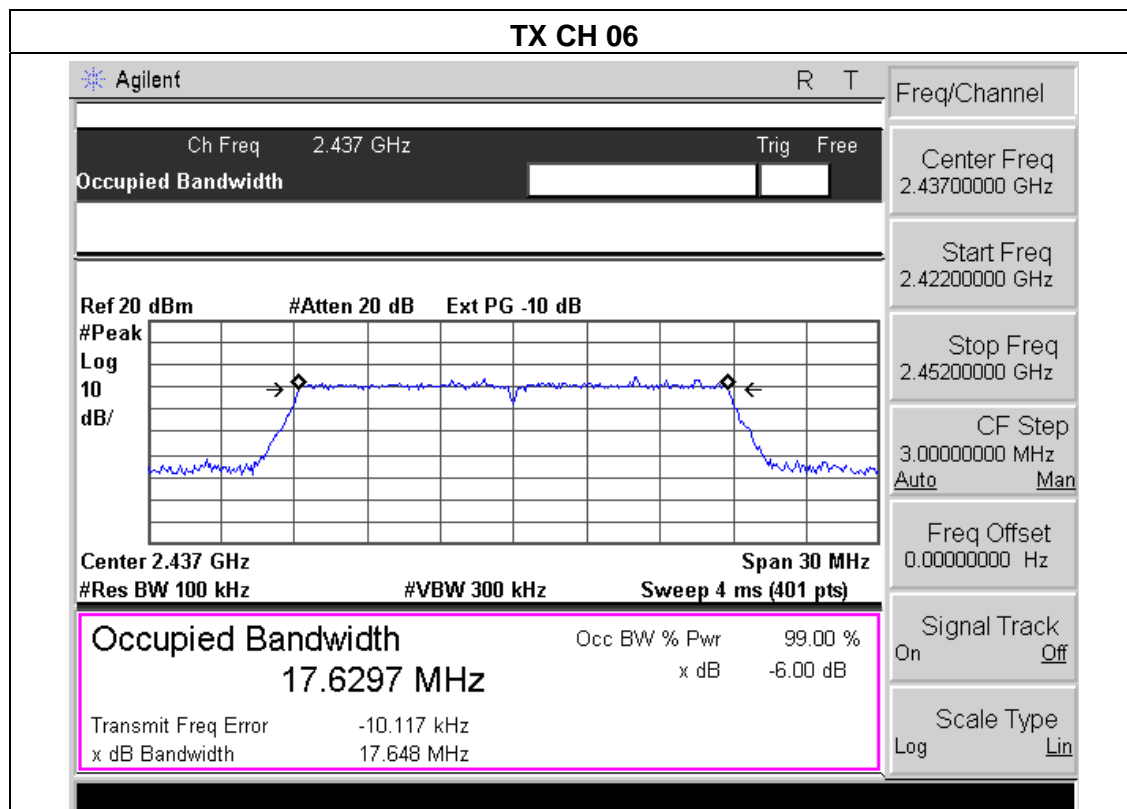 TX CH 06
Agilent R T
Freq/Channel
Ch Freq 2.437 GHz Trig Free
Occupied Bandwidth
Center Freq
2.43700000 GHz
Start Freq
2.42200000 GHz
Stop Freq
2.45200000 GHz
CF Step
3.00000000 MHz
Auto Man
Freq Offset
0.00000000 Hz
Signal Track
On Off
Scale Type
Log Lin
Ref 20 dBm #Atten 20 dB Ext PG -10 dB
#Peak
Log
10
dB/
Center 2.437 GHz Span 30 MHz
#Res BW 100 kHz #VBW 300 kHz Sweep 4 ms (401 pts)
Occupied Bandwidth Occ BW % Pwr 99.00 %
17.6297 MHz x dB -6.00 dB
Transmit Freq Error -10.117 kHz
x dB Bandwidth 17.648 MHz